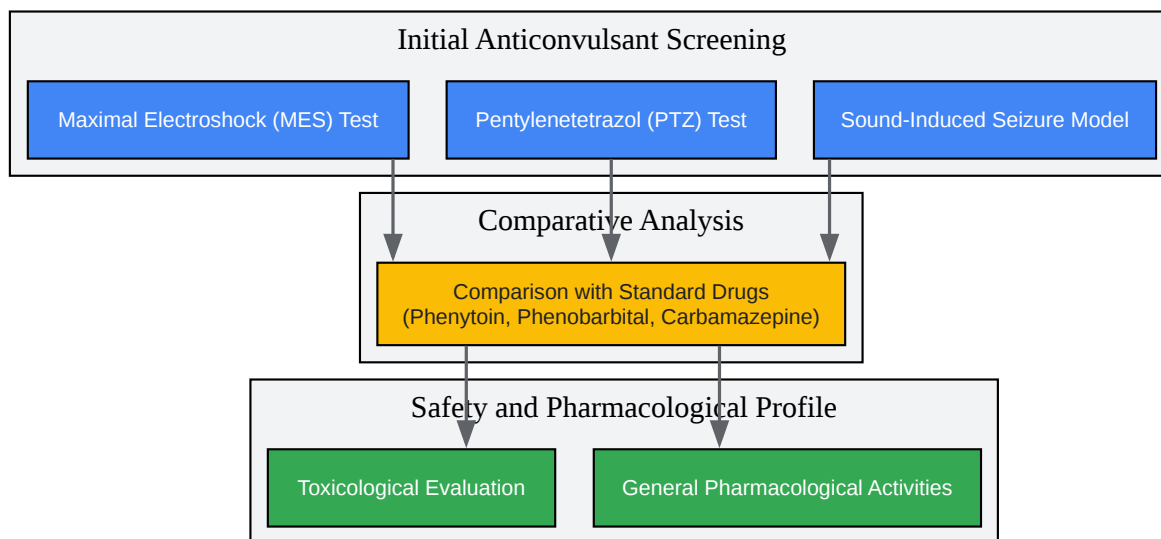 Initial Anticonvulsant Screening
Maximal Electroshock (MES) Test
Pentylenetetrazol (PTZ) Test
Sound-Induced Seizure Model
Comparative Analysis
Comparison with Standard Drugs
(Phenytoin, Phenobarbital, Carbamazepine)
Safety and Pharmacological Profile
Toxicological Evaluation
General Pharmacological Activities